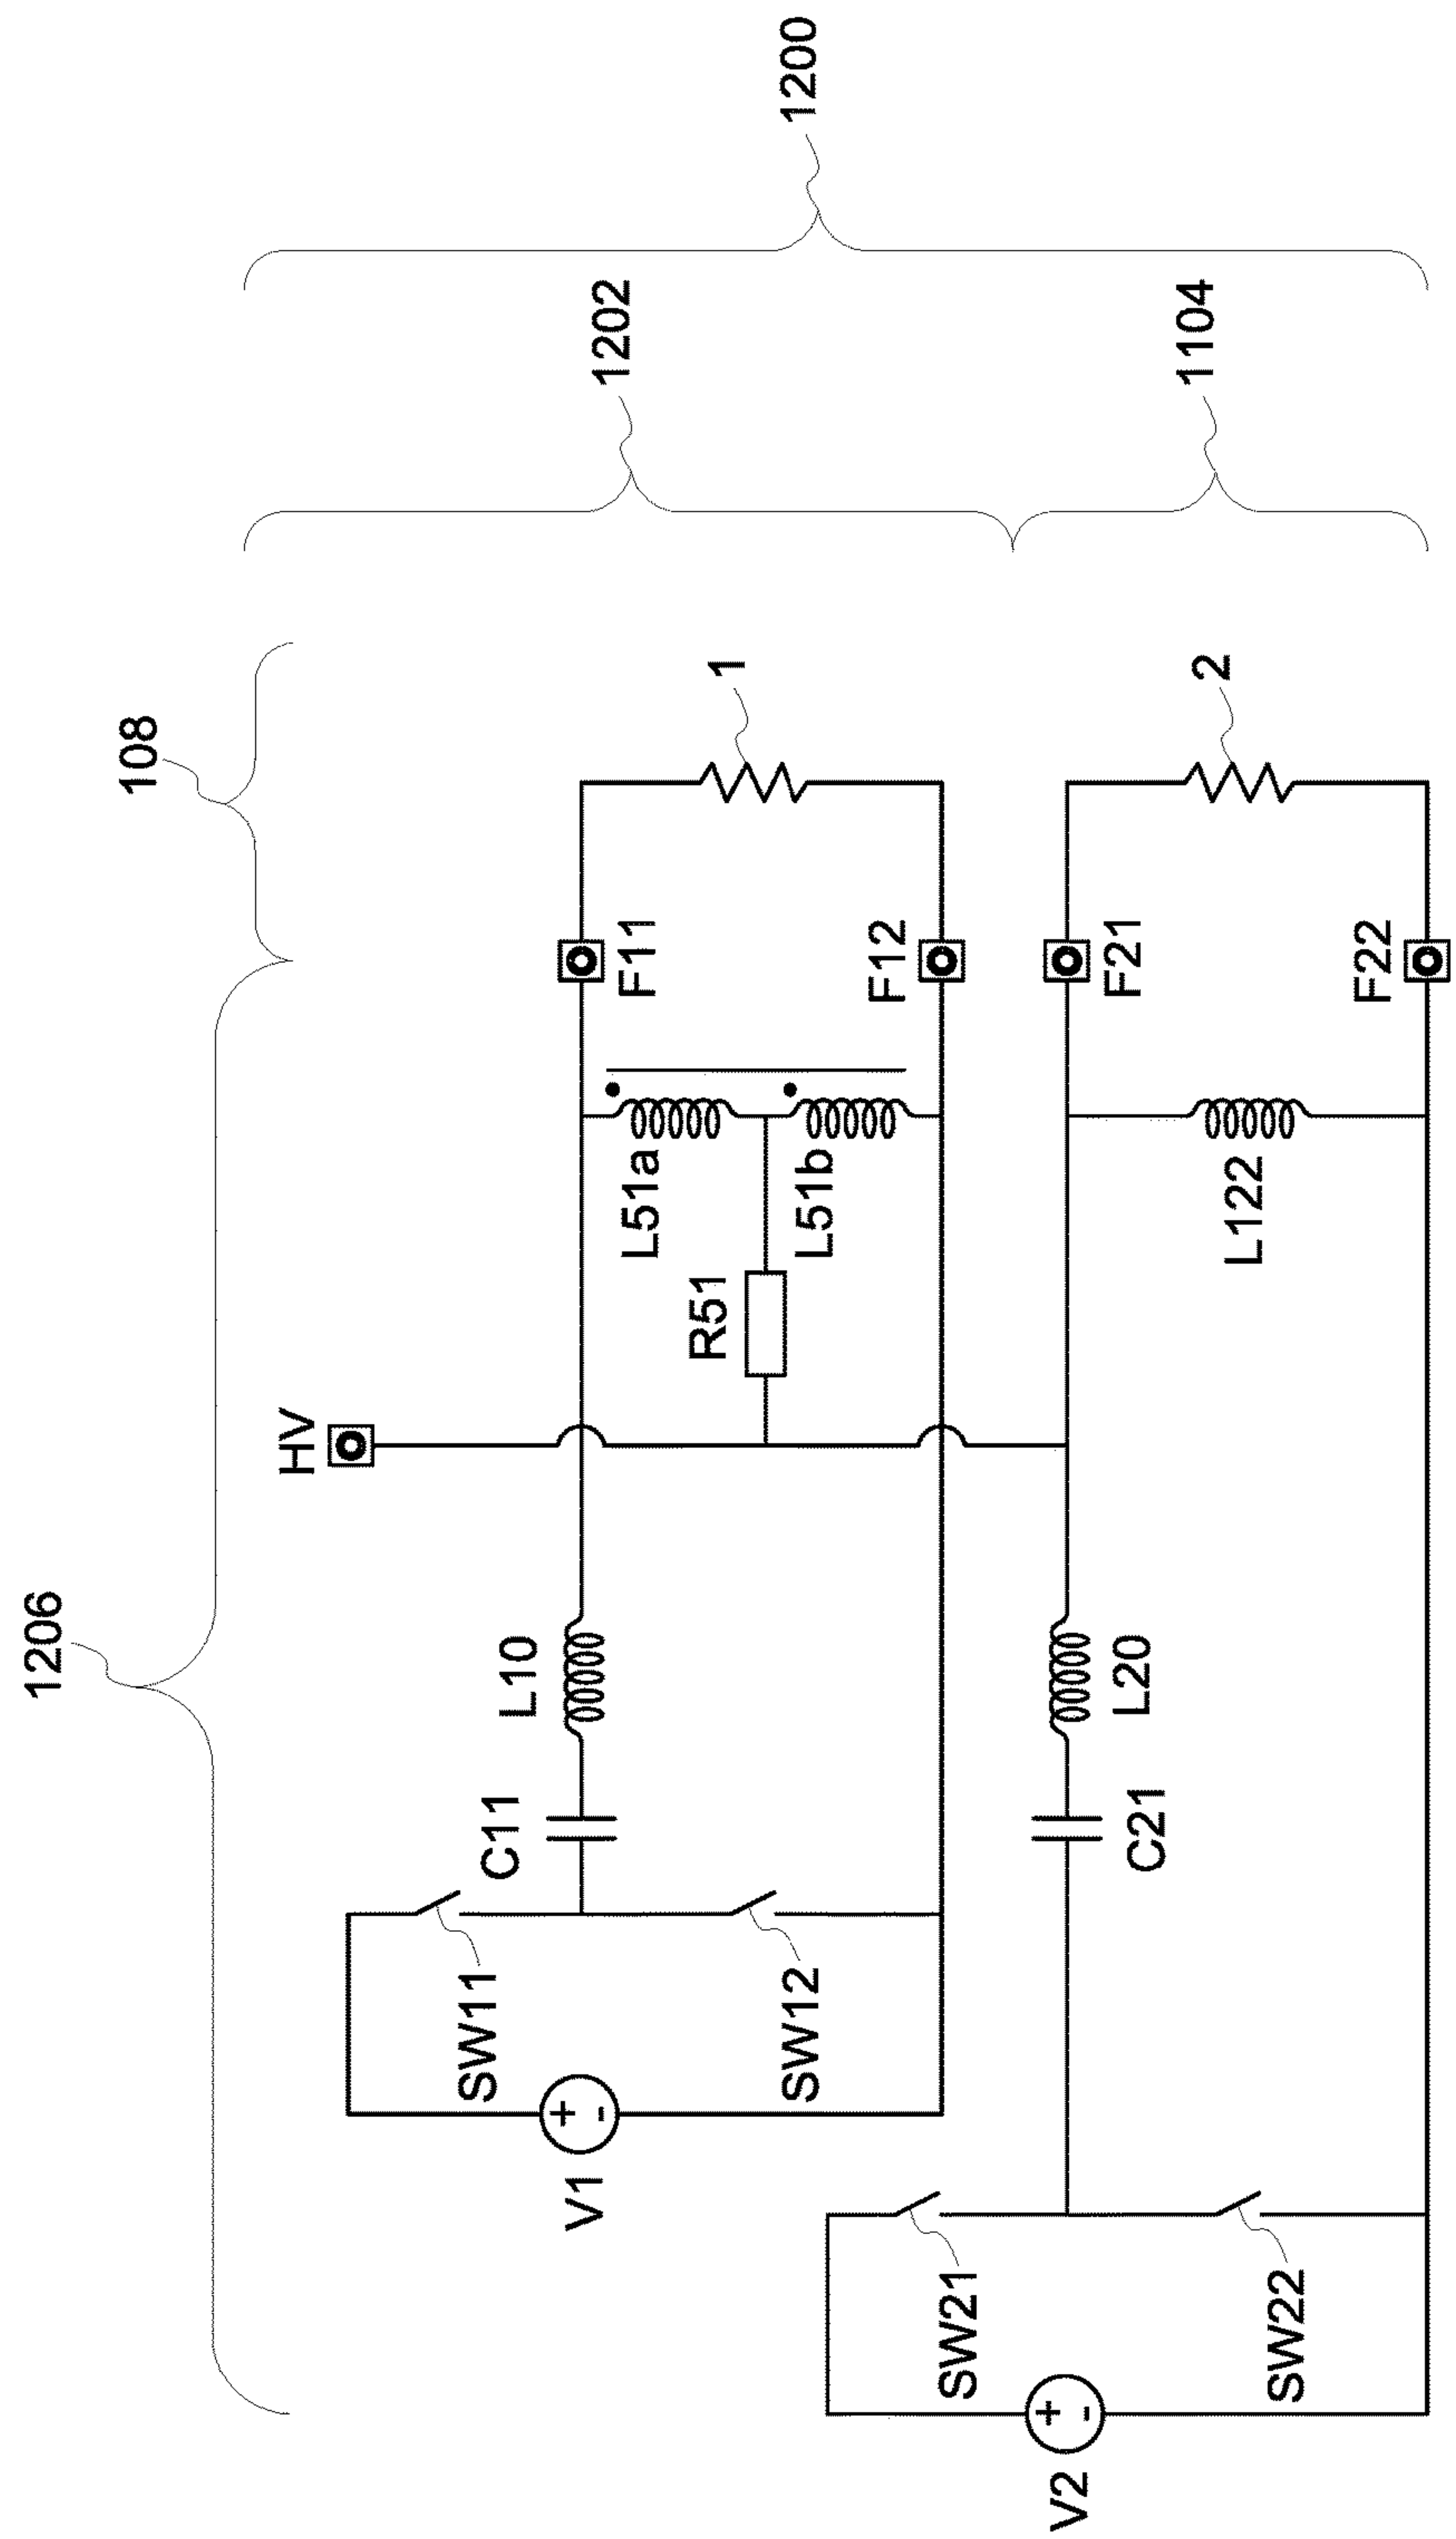 1200
1202
1104
108
1206
1
2
F11
F12
F21
F22
L51a
L51b
L122
R51
HV
L10
L20
C11
C21
SW11
SW12
V1
+
-
SW21
SW22
V2
+
-